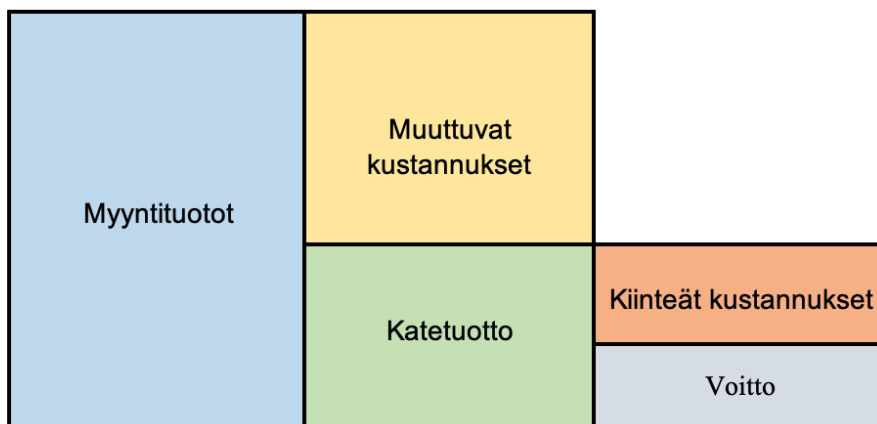 Myyntituotot
Muuttuvat
kustannukset
Katetuotto
Kiinteät kustannukset
Voitto